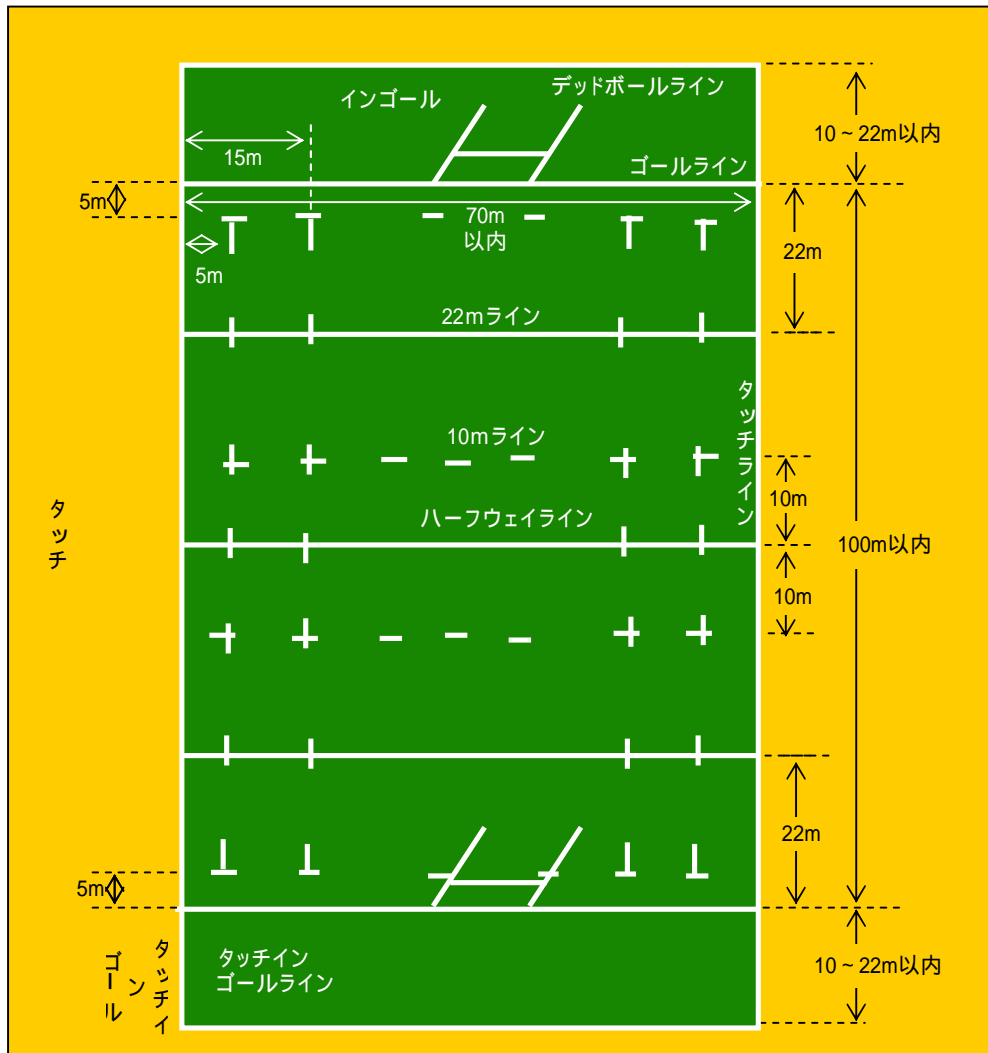 デッドボールライン
インゴール
10～22m以内
15m
ゴールライン
5m
70m
以内
22m
5m
22mライン
タッチライン
10mライン
10m
タッチ
ハーフウェイライン
100m以内
10m
22m
5m
タッチイン
ゴール
タッチイン
ゴールライン
10～22m以内